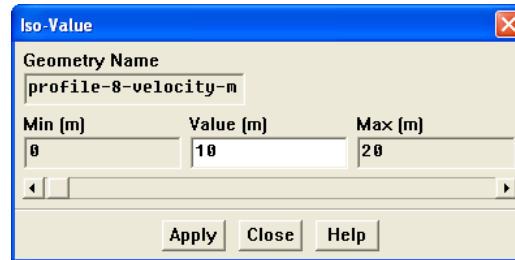 Iso-Value
Geometry Name
profile-8-velocity-m
Min (m) Value (m) Max (m)
0 10 20
Apply Close Help